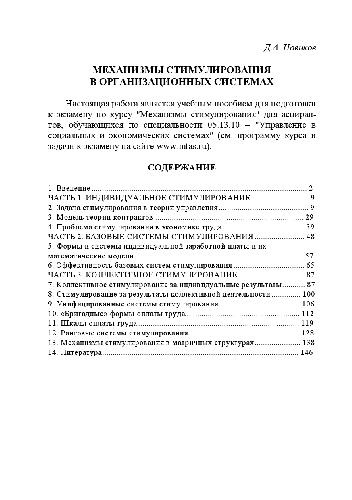 Д.А. Новиков
МЕХАНИЗМЫ СТИМУЛИРОВАНИЯ
В ОРГАНИЗАЦИОННЫХ СИСТЕМАХ
Настоящая работа является учебным пособием для подготовки
к экзамену по курсу "Механизмы стимулирования" для аспиран-
тов, обучающихся по специальности 05.13.10 – "Управление в
социальных и экономических системах" (см. программу курса и
задачи к экзамену на сайте www.mtas.ru).
СОДЕРЖАНИЕ
1. Введение 2
ЧАСТЬ 1. ИНДИВИДУАЛЬНОЕ СТИМУЛИРОВАНИЕ 9
2. Задача стимулирования в теории управления 9
3. Модель теории контрактов 29
4. Проблема стимулирования в экономике труда 39
ЧАСТЬ 2. БАЗОВЫЕ СИСТЕМЫ СТИМУЛИРОВАНИЯ 48
5. Формы и системы индивидуальной заработной платы и их
математические модели 57
6. Эффективность базовых систем стимулирования 65
ЧАСТЬ 3. КОЛЛЕКТИВНОЕ СТИМУЛИРОВАНИЕ 87
7. Коллективное стимулирование за индивидуальные результаты 87
8. Стимулирование за результаты коллективной деятельности 100
9. Унифицированные системы стимулирования 106
10. «Бригадные» формы оплаты труда 112
11. Шкалы оплаты труда 119
12. Ранговые системы стимулирования 128
13. Механизмы стимулирования в матричных структурах 138
14. Литература 146